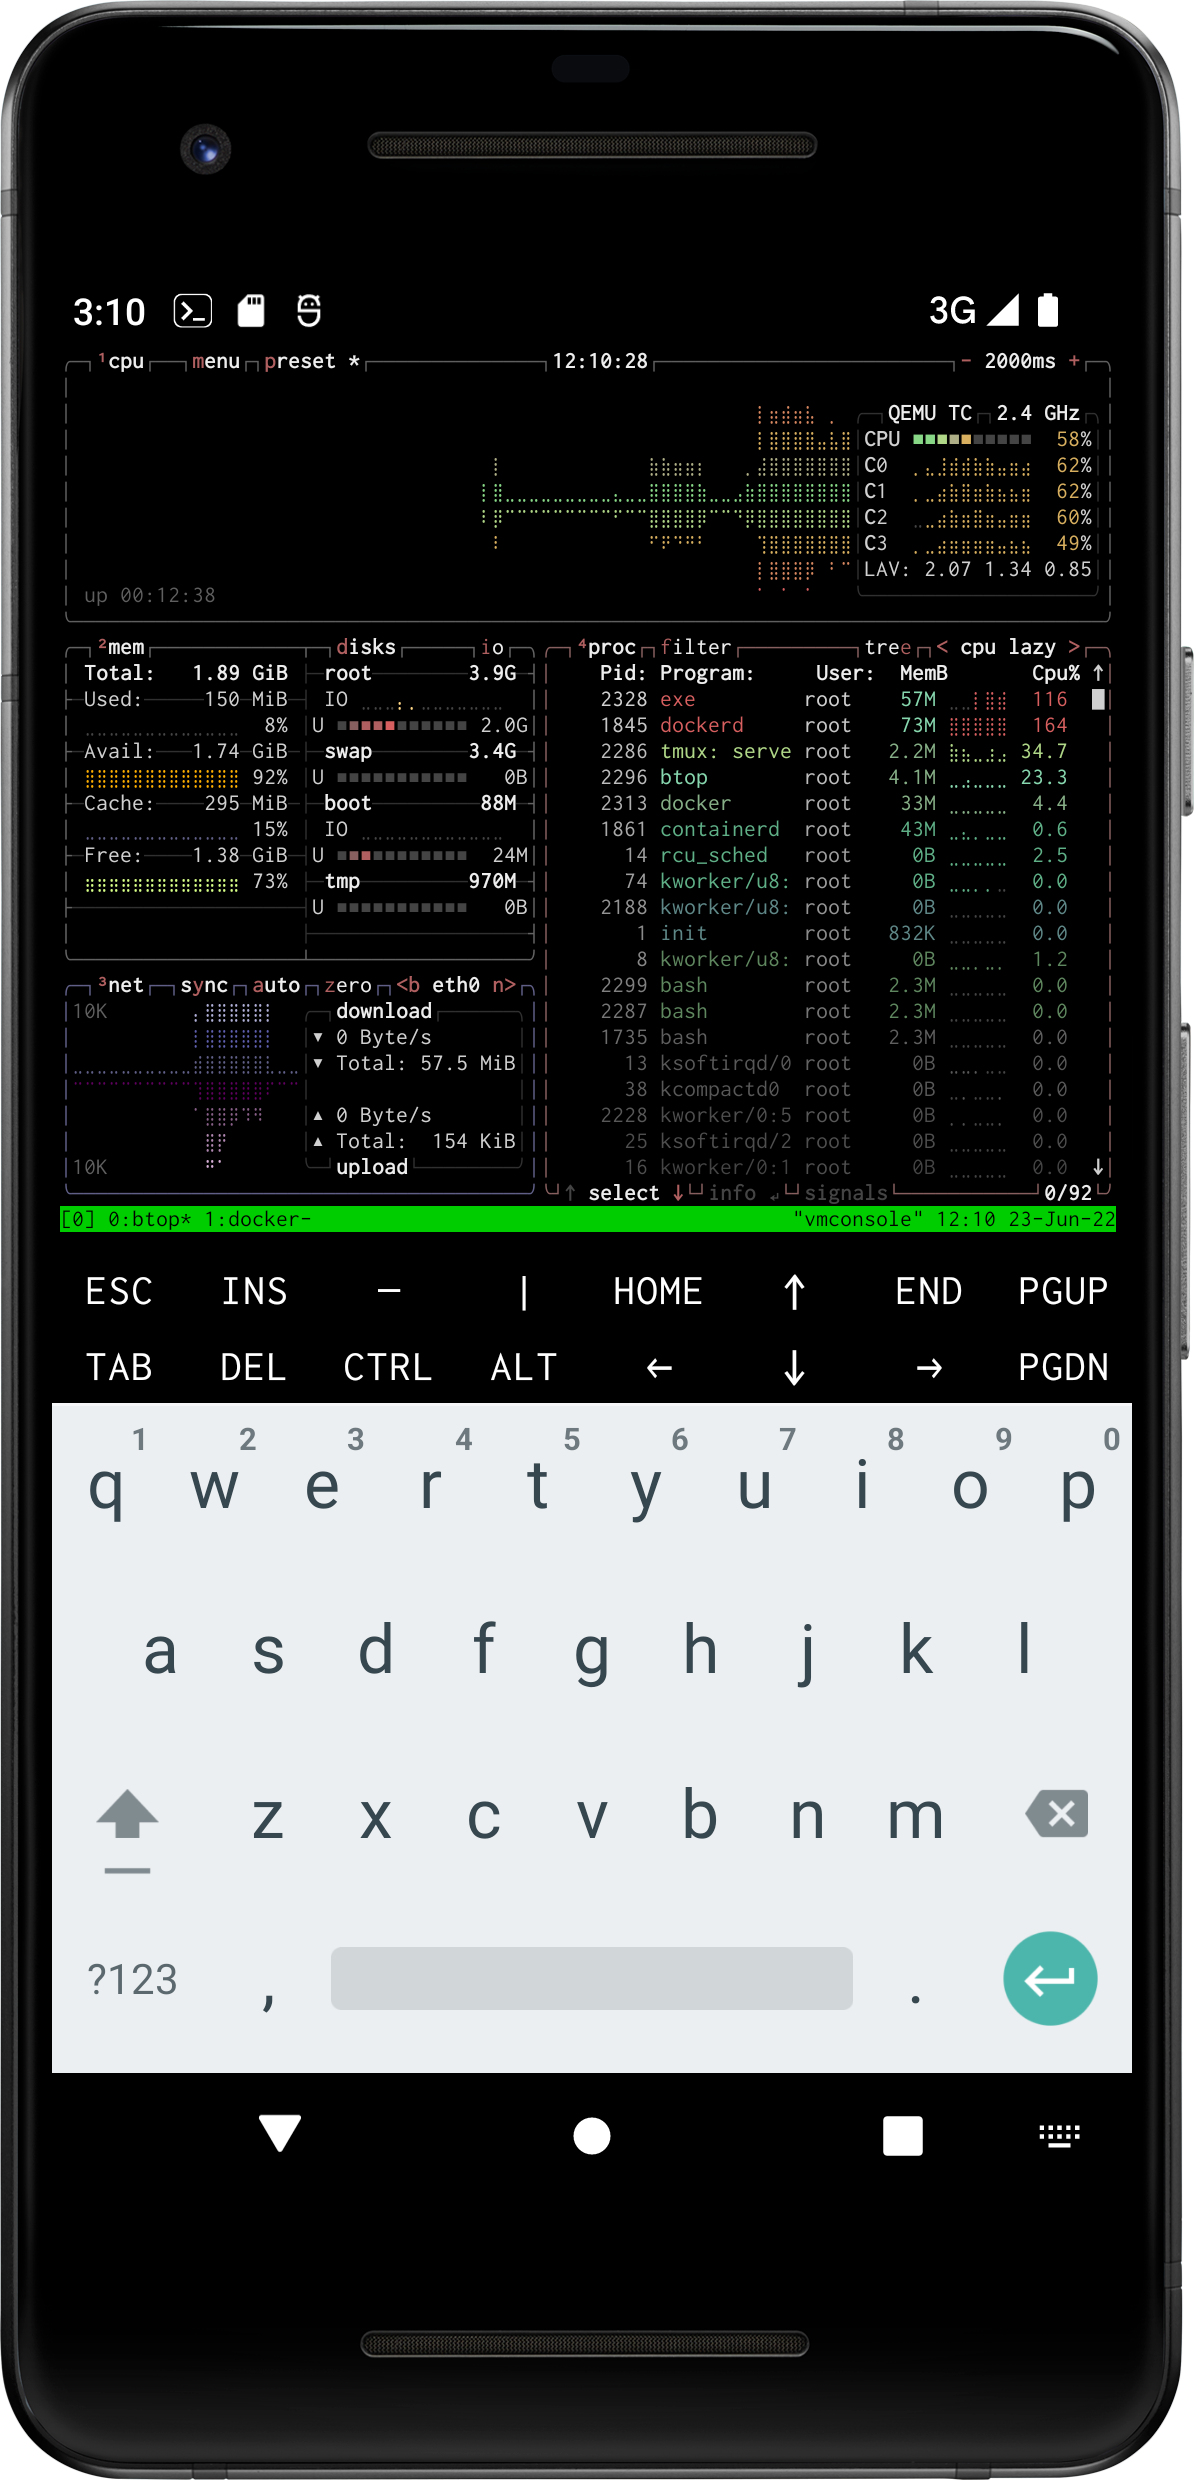 3:10 3G
¹cpu menu preset * 12:10:28 - 2000ms +
QEMU TC 2.4 GHz
CPU 58%
C0 62%
C1 62%
C2 60%
C3 49%
LAV: 2.07 1.34 0.85
up 00:12:38
²mem
Total: 1.89 GiB
Used: 150 MiB
8%
Avail: 1.74 GiB
92%
Cache: 295 MiB
15%
Free: 1.38 GiB
73%
disks io
root 3.9G
IO
U 2.0G
swap 3.4G
U 0B
boot 88M
IO
U 24M
tmp 970M
U 0B
³net sync auto zero <b eth0 n>
10K
download
▼ 0 Byte/s
▼ Total: 57.5 MiB
▲ 0 Byte/s
▲ Total: 154 KiB
10K
upload
⁴proc filter tree < cpu lazy >
Pid: Program: User: MemB Cpu% ↑
2328 exe root 57M 116
1845 dockerd root 73M 164
2286 tmux: serve root 2.2M 34.7
2296 btop root 4.1M 23.3
2313 docker root 33M 4.4
1861 containerd root 43M 0.6
14 rcu_sched root 0B 2.5
74 kworker/u8: root 0B 0.0
2188 kworker/u8: root 0B 0.0
1 init root 832K 0.0
8 kworker/u8: root 0B 1.2
2299 bash root 2.3M 0.0
2287 bash root 2.3M 0.0
1735 bash root 2.3M 0.0
13 ksoftirqd/0 root 0B 0.0
38 kcompactd0 root 0B 0.0
2228 kworker/0:5 root 0B 0.0
25 ksoftirqd/2 root 0B 0.0
16 kworker/0:1 root 0B 0.0 ↓
↑ select ↓ info ↲ signals 0/92
[0] 0:btop* 1:docker- "vmconsole" 12:10 23-Jun-22
ESC INS — | HOME ↑ END PGUP
TAB DEL CTRL ALT ← ↓ → PGDN
1 2 3 4 5 6 7 8 9 0
q w e r t y u i o p
a s d f g h j k l
z x c v b n m
?123 , .